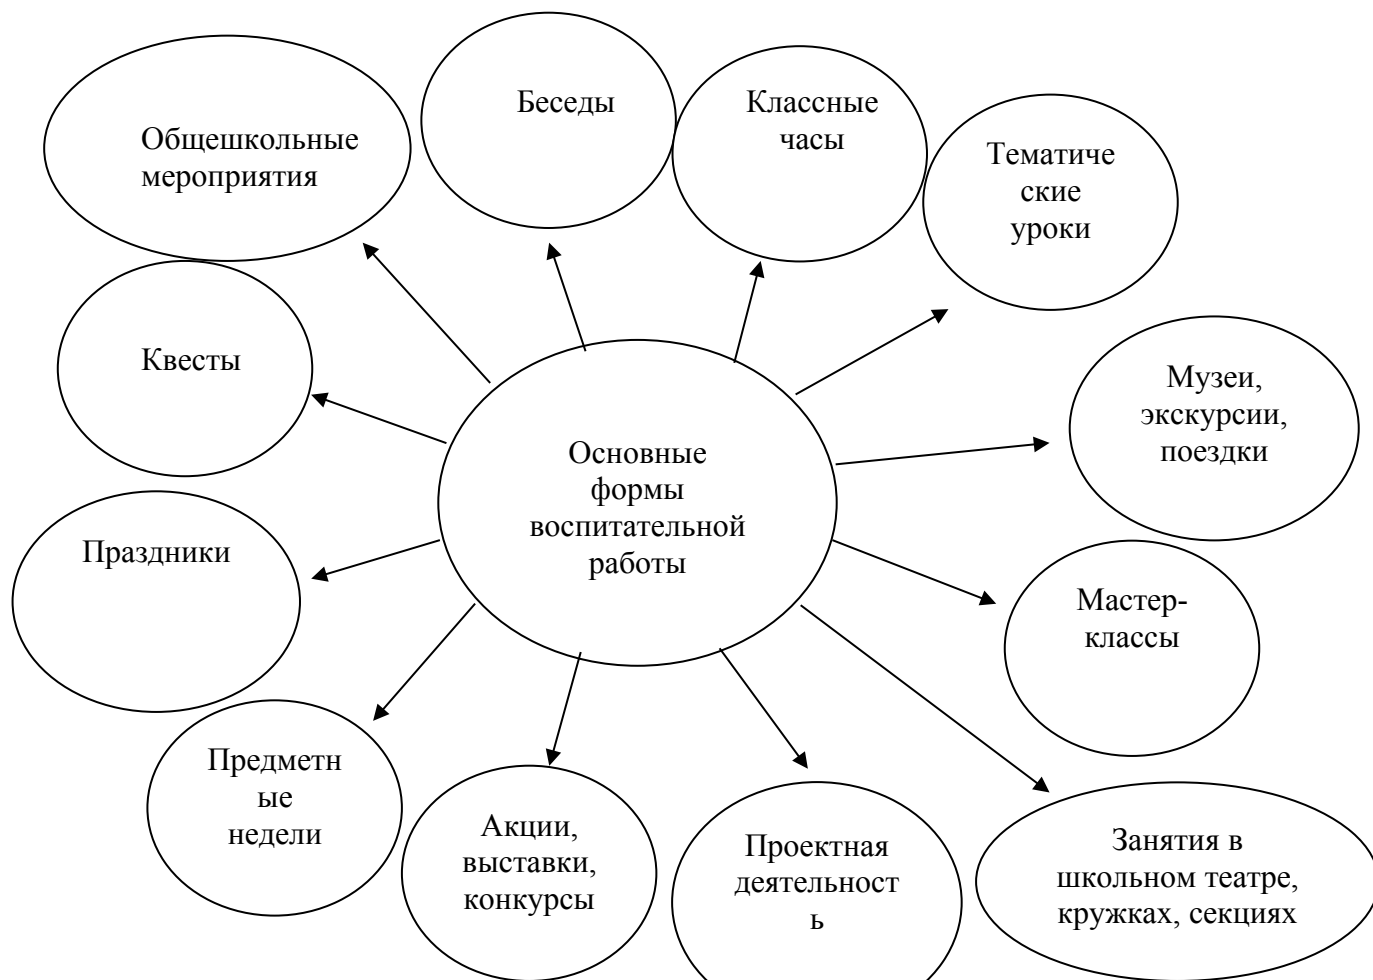 Общешкольные
мероприятия
Беседы
Классные
часы
Тематиче
ские
уроки
Квесты
Музеи,
экскурсии,
поездки
Основные
формы
воспитательной
работы
Праздники
Мастер-
классы
Предметн
ые
недели
Акции,
выставки,
конкурсы
Проектная
деятельност
ь
Занятия в
школьном театре,
кружках, секциях